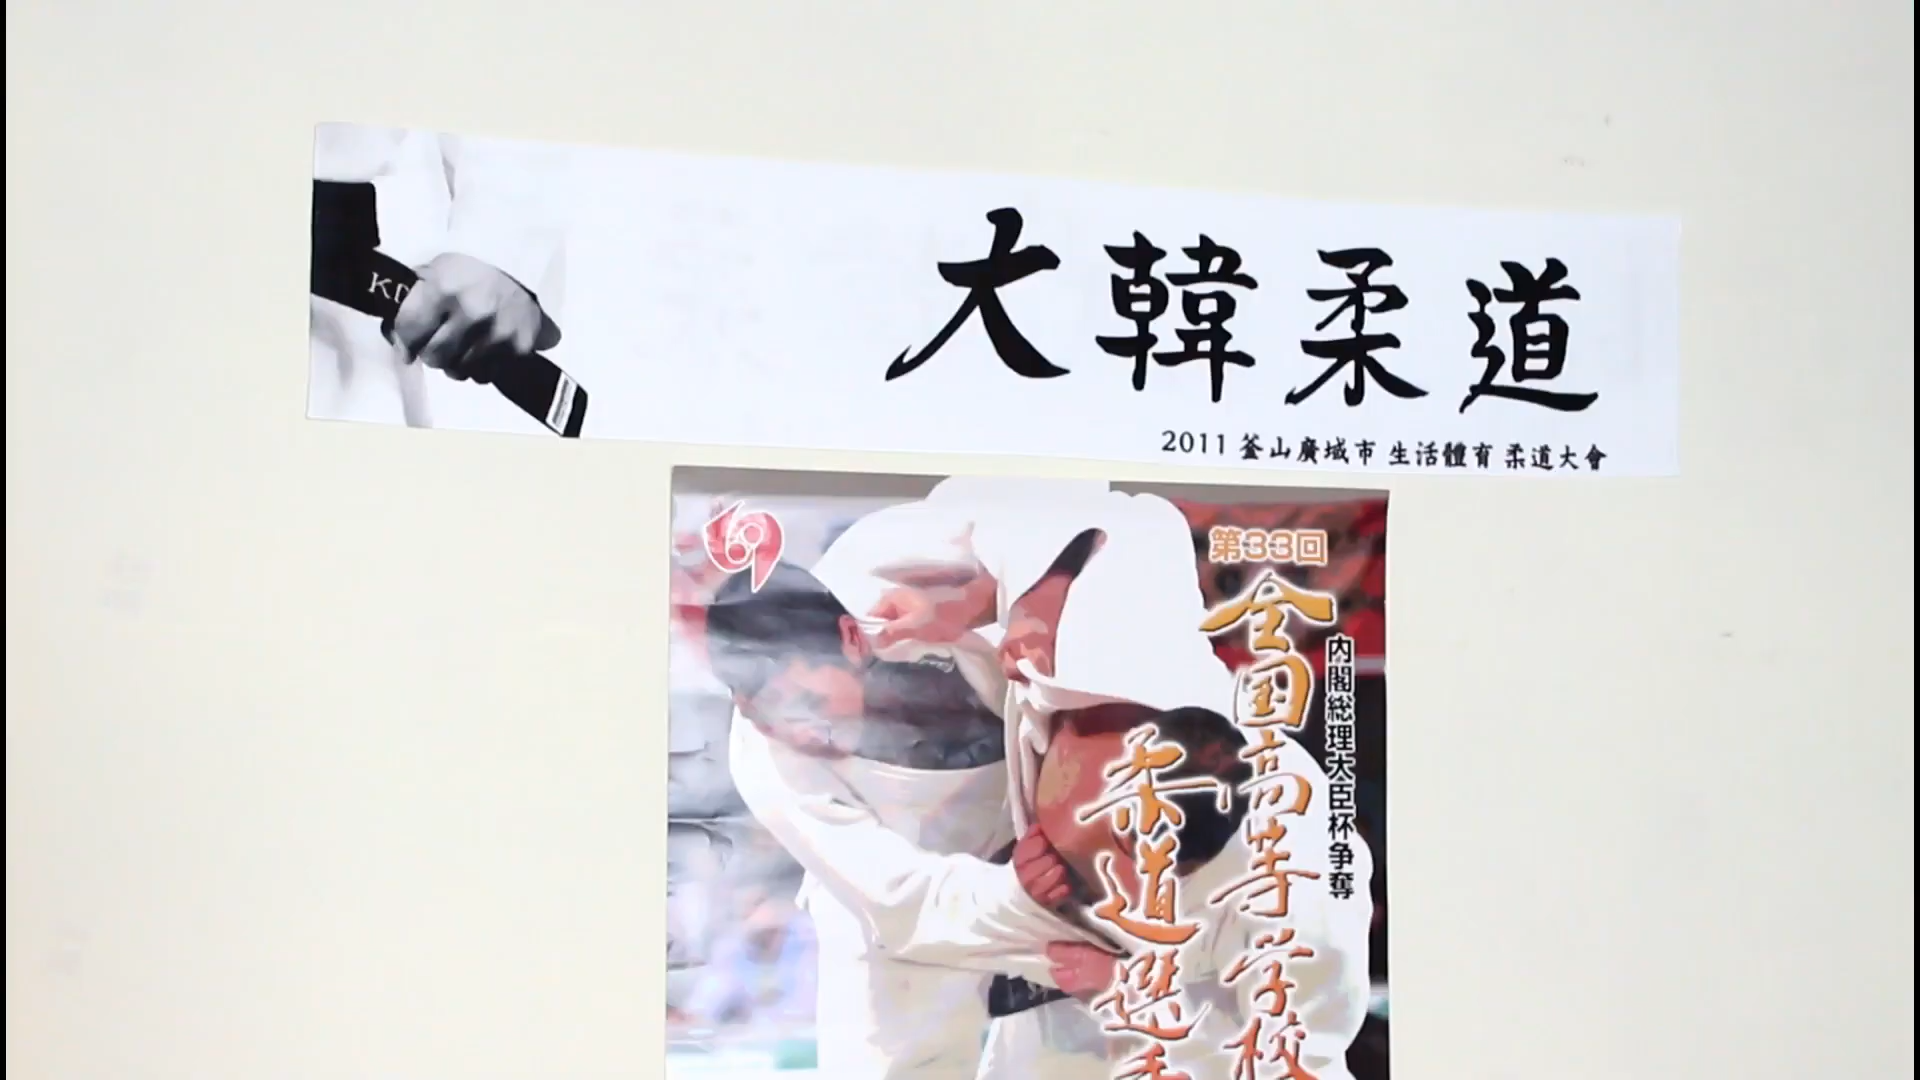 大韓柔道
2011 釜山廣域市 生活體育 柔道大會
第33回
内閣総理大臣杯争奪
全国高等学校
柔道選手